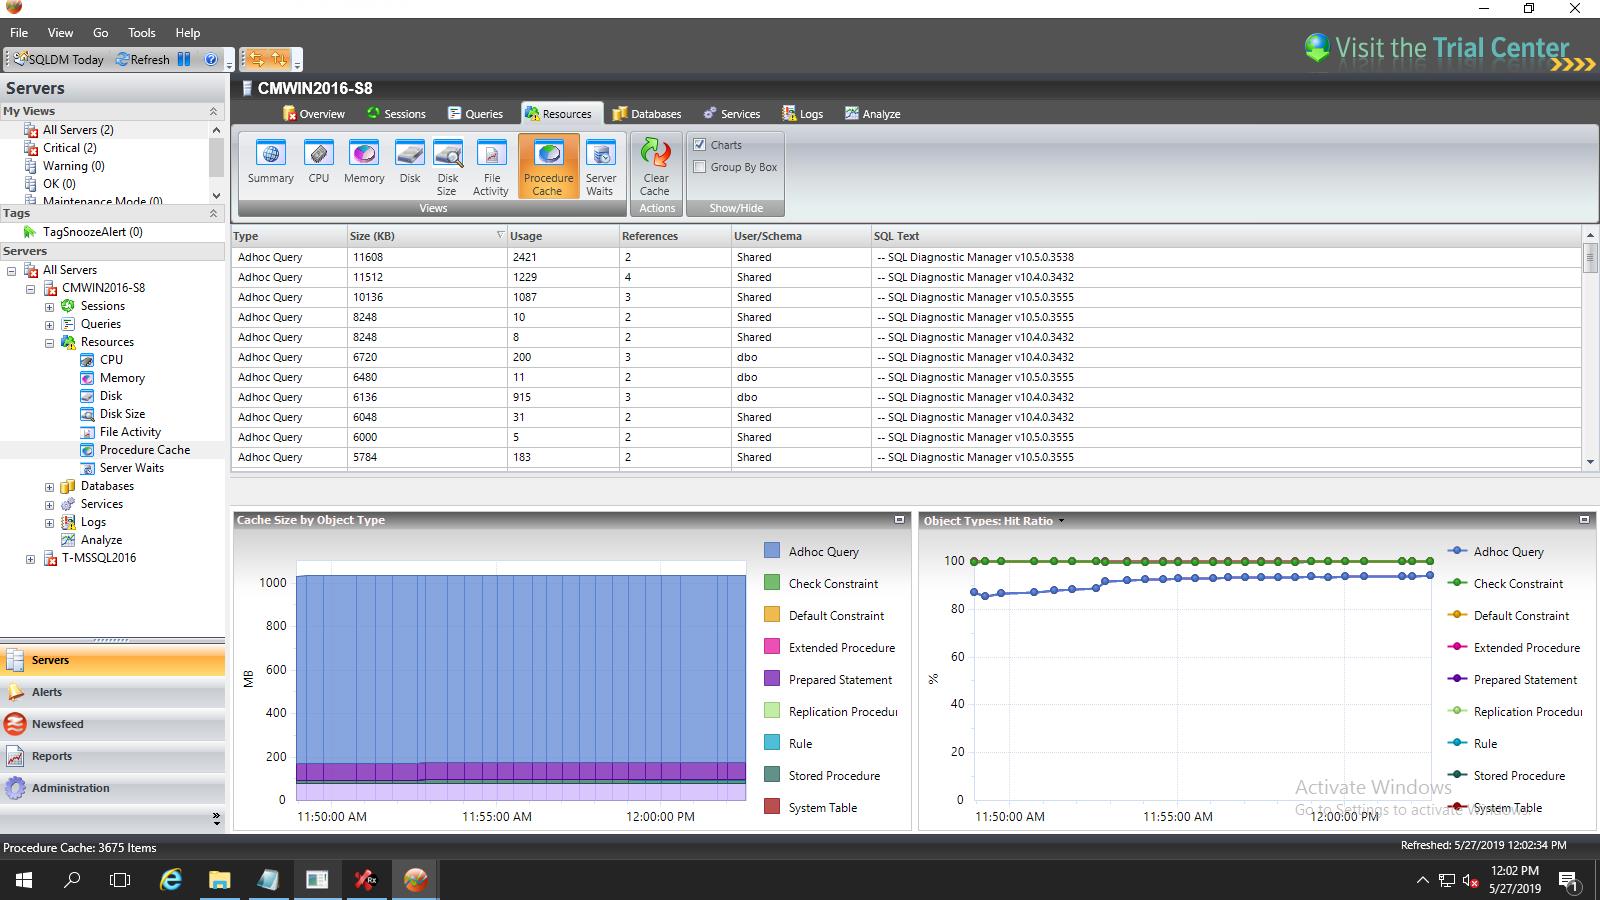 File View Go Tools Help
SQLDM Today Refresh
Visit the Trial Center
Servers
My Views
All Servers (2)
Critical (2)
Warning (0)
OK (0)
Maintenance Mode (0)
Tags
TagSnoozeAlert (0)
Servers
All Servers
CMWIN2016-S8
Sessions
Queries
Resources
CPU
Memory
Disk
Disk Size
File Activity
Procedure Cache
Server Waits
Databases
Services
Logs
Analyze
T-MSSQL2016
Servers
Alerts
Newsfeed
Reports
Administration
CMWIN2016-S8
Overview Sessions Queries Resources Databases Services Logs Analyze
Summary CPU Memory Disk Disk Size File Activity Procedure Cache Server Waits
Views
Clear Cache
Actions
Charts
Group By Box
Show/Hide
Type Size (KB) Usage References User/Schema SQL Text
Adhoc Query 11608 2421 2 Shared -- SQL Diagnostic Manager v10.5.0.3538
Adhoc Query 11512 1229 4 Shared -- SQL Diagnostic Manager v10.4.0.3432
Adhoc Query 10136 1087 3 Shared -- SQL Diagnostic Manager v10.5.0.3555
Adhoc Query 8248 10 2 Shared -- SQL Diagnostic Manager v10.5.0.3555
Adhoc Query 8248 8 2 Shared -- SQL Diagnostic Manager v10.4.0.3432
Adhoc Query 6720 200 3 dbo -- SQL Diagnostic Manager v10.4.0.3432
Adhoc Query 6480 11 2 dbo -- SQL Diagnostic Manager v10.5.0.3555
Adhoc Query 6136 915 3 dbo -- SQL Diagnostic Manager v10.4.0.3432
Adhoc Query 6048 31 2 Shared -- SQL Diagnostic Manager v10.4.0.3432
Adhoc Query 6000 5 2 Shared -- SQL Diagnostic Manager v10.5.0.3555
Adhoc Query 5784 183 2 Shared -- SQL Diagnostic Manager v10.5.0.3555
Cache Size by Object Type
1000
800
600
400
200
0
MB
11:50:00 AM 11:55:00 AM 12:00:00 PM
Adhoc Query
Check Constraint
Default Constraint
Extended Procedure
Prepared Statement
Replication Procedur
Rule
Stored Procedure
System Table
Object Types: Hit Ratio
100
80
60
40
20
0
%
11:50:00 AM 11:55:00 AM 12:00:00 PM
Adhoc Query
Check Constraint
Default Constraint
Extended Procedure
Prepared Statement
Replication Procedur
Rule
Stored Procedure
System Table
Activate Windows
Go to Settings to activate Windows.
Procedure Cache: 3675 Items
Refreshed: 5/27/2019 12:02:34 PM
Rx
12:02 PM
5/27/2019
1